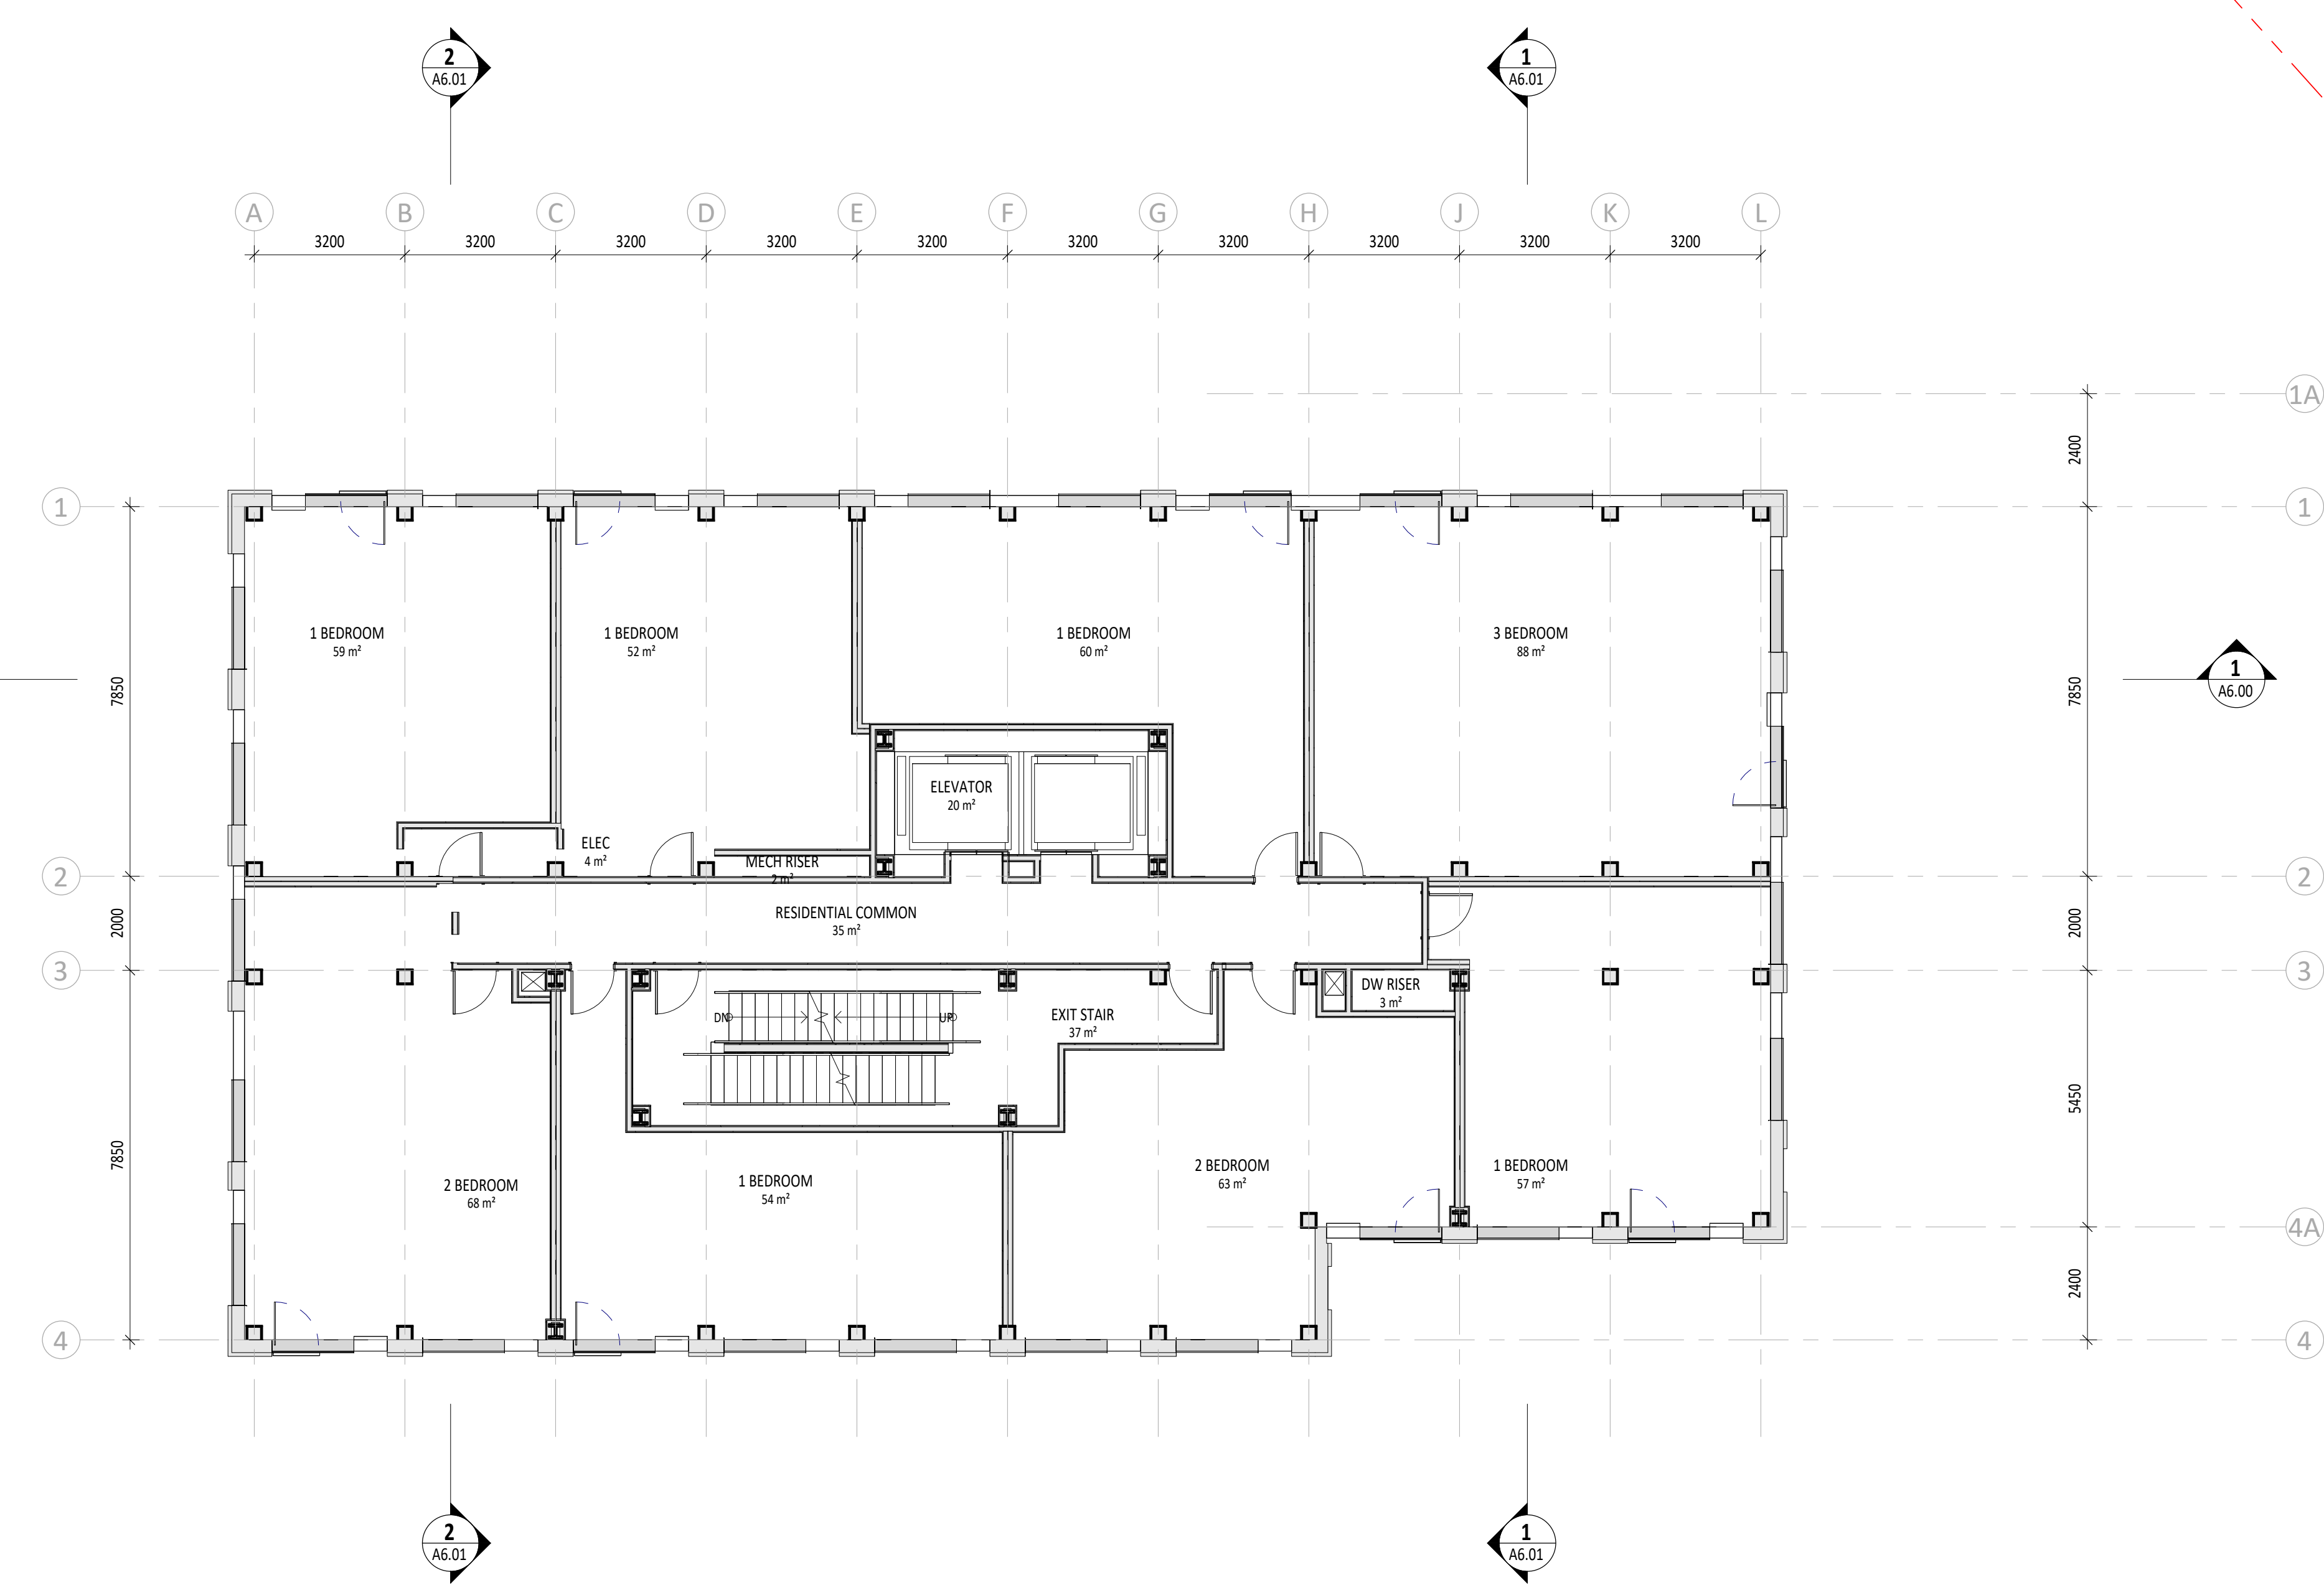 2
A6.01
1
A6.01
A B C D E F G H J K L
3200 3200 3200 3200 3200 3200 3200 3200 3200 3200
1A
2400
1
1
1 BEDROOM
59 m²
1 BEDROOM
52 m²
1 BEDROOM
60 m²
3 BEDROOM
88 m²
7850
7850
1
A6.00
ELEVATOR
20 m²
ELEC
4 m²
MECH RISER
2 m²
2
2
2000
RESIDENTIAL COMMON
35 m²
2000
3
3
DW RISER
3 m²
DN
UP
EXIT STAIR
37 m²
7850
5450
2 BEDROOM
68 m²
1 BEDROOM
54 m²
2 BEDROOM
63 m²
1 BEDROOM
57 m²
4A
2400
4
4
2
A6.01
1
A6.01